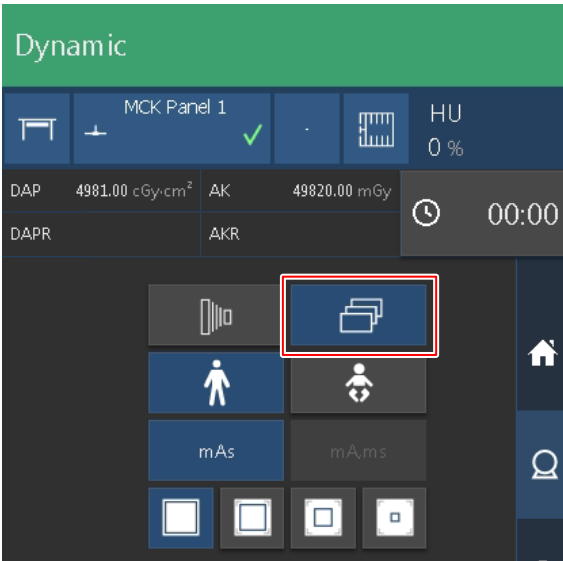 Dynamic
MCK Panel 1
HU
0 %
DAP 4981.00 cGy·cm² AK 49820.00 mGy
00:00
DAPR AKR
mAs mA,ms